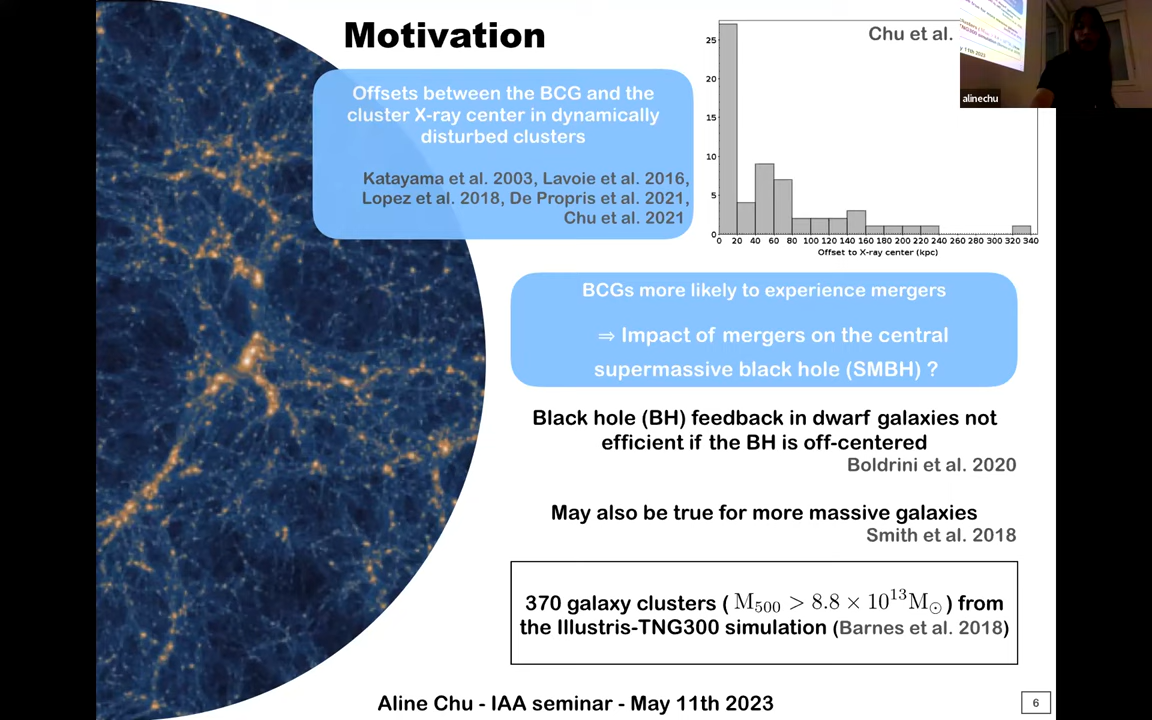 Motivation
Offsets between the BCG and the
cluster X-ray center in dynamically
disturbed clusters
Katayama et al. 2003, Lavoie et al. 2016,
Lopez et al. 2018, De Propris et al. 2021,
Chu et al. 2021
Chu et al.
25
20
15
10
5
0
0 20 40 60 80 100 120 140 160 180 200 220 240 260 280 300 320 340
Offset to X-ray center (kpc)
alinechu
BCGs more likely to experience mergers
⇒ Impact of mergers on the central
supermassive black hole (SMBH) ?
Black hole (BH) feedback in dwarf galaxies not
efficient if the BH is off-centered
Boldrini et al. 2020
May also be true for more massive galaxies
Smith et al. 2018
370 galaxy clusters ( M₅₀₀ > 8.8 × 10¹³M☉ ) from
the Illustris-TNG300 simulation (Barnes et al. 2018)
Aline Chu - IAA seminar - May 11th 2023
6